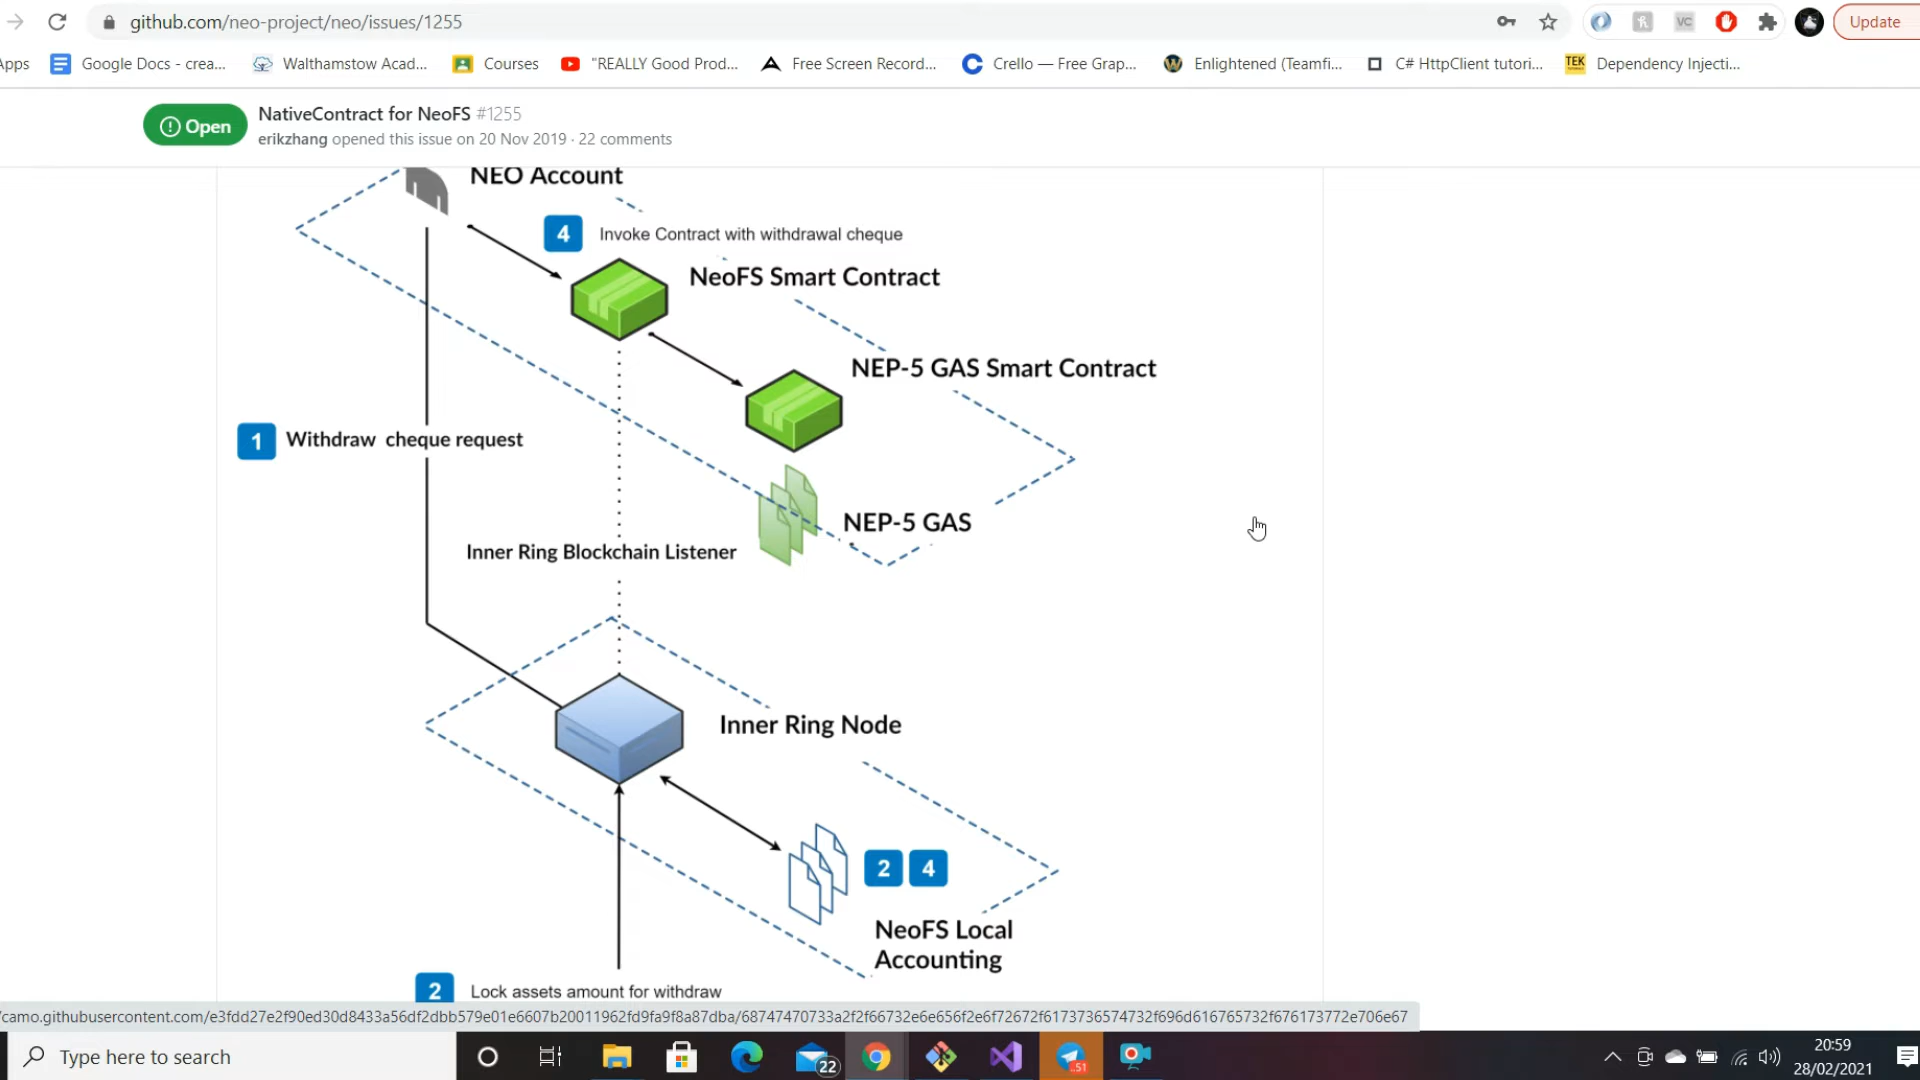 github.com/neo-project/neo/issues/1255
VC
Update
Apps
Google Docs - crea...
Walthamstow Acad...
Courses
"REALLY Good Prod...
Free Screen Record...
Crello — Free Grap...
Enlightened (Teamfi...
C# HttpClient tutori...
TEK
Dependency Injecti...
Open
NativeContract for NeoFS #1255
erikzhang opened this issue on 20 Nov 2019 · 22 comments
NEO Account
4
Invoke Contract with withdrawal cheque
NeoFS Smart Contract
NEP-5 GAS Smart Contract
1
Withdraw cheque request
NEP-5 GAS
Inner Ring Blockchain Listener
Inner Ring Node
2 4
NeoFS Local
Accounting
2
Lock assets amount for withdraw
/camo.githubusercontent.com/e3fdd27e2f90ed30d8433a56df2dbb579e01e6607b20011962fd9fa9f8a87dba/68747470733a2f2f66732e6e656f2e6f72672f6173736574732f696d616765732f676173772e706e67
Type here to search
22
51
20:59
28/02/2021